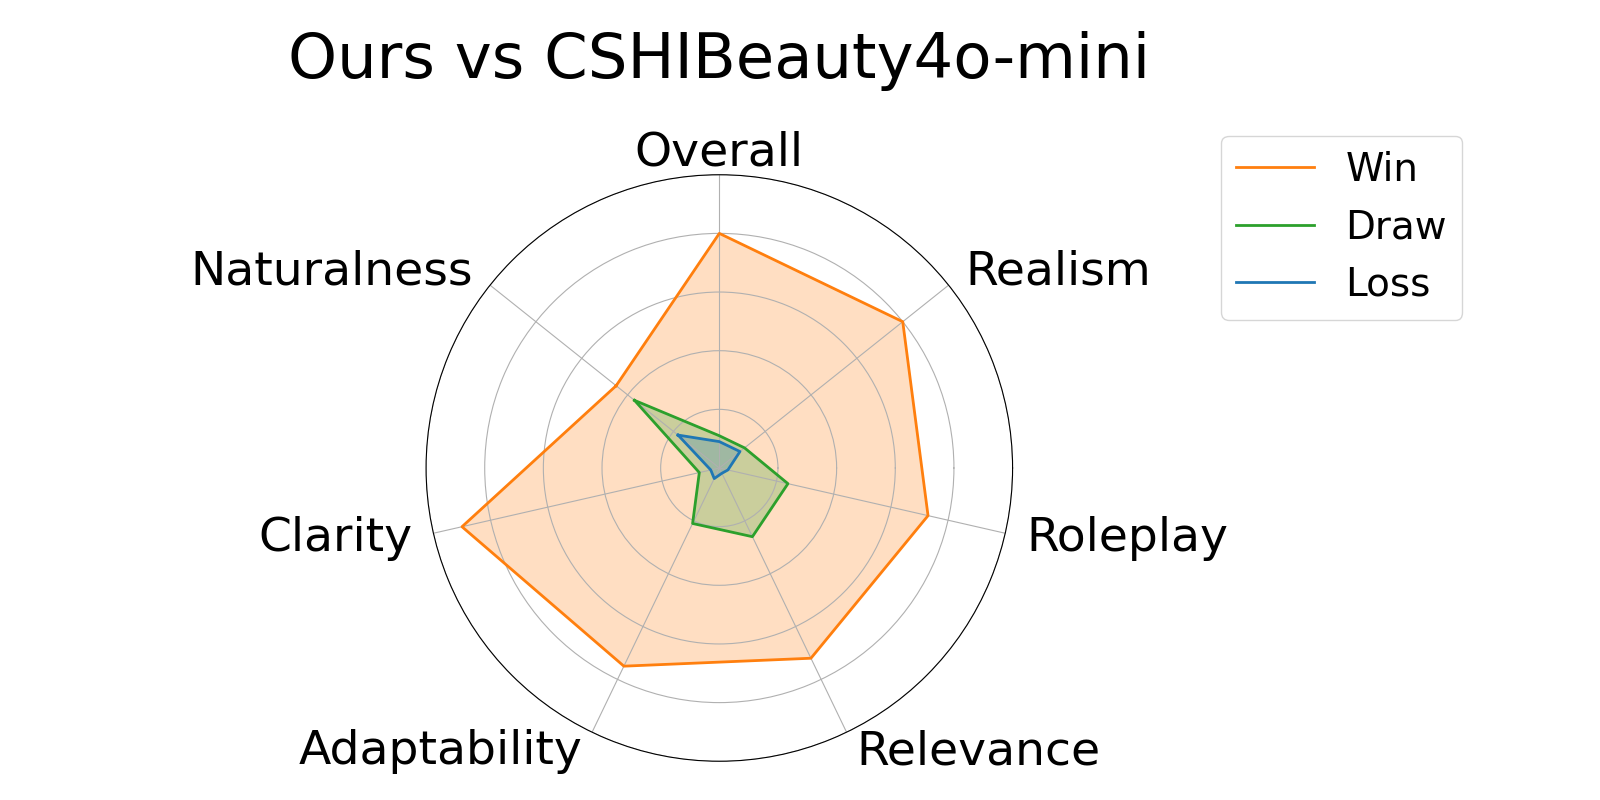 Ours vs CSHIBeauty4o-mini
Overall
Realism
Roleplay
Relevance
Adaptability
Clarity
Naturalness
Win
Draw
Loss